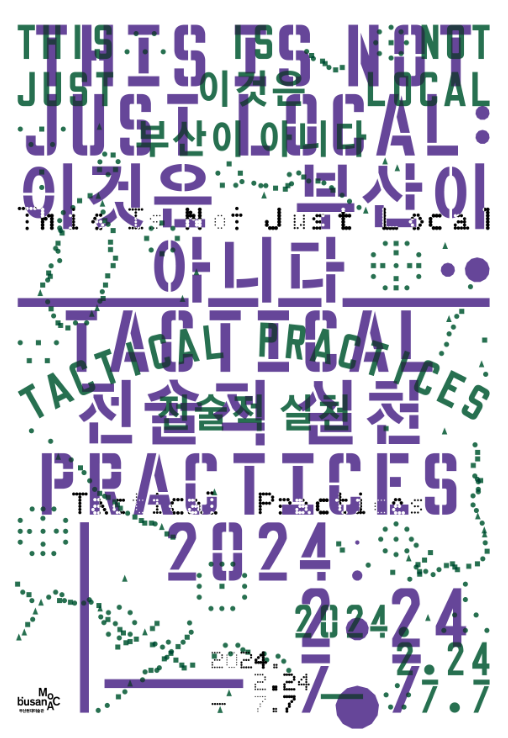 THIS IS NOT
THIS IS NOT
JUST 이것은 LOCAL
JUST LOCAL:
부산이 아니다
이것은 부산이
This Is Not Just Local
아니다
TACTICAL
TACTICAL PRACTICES
전술적 실천
전술적 실천
PRACTICES
Tactical Practices
2024.
2.24
2024
2.24
2024.
2.24
– 7.7
– 7.7
– 7.7
MoCA
busan
부산현대미술관